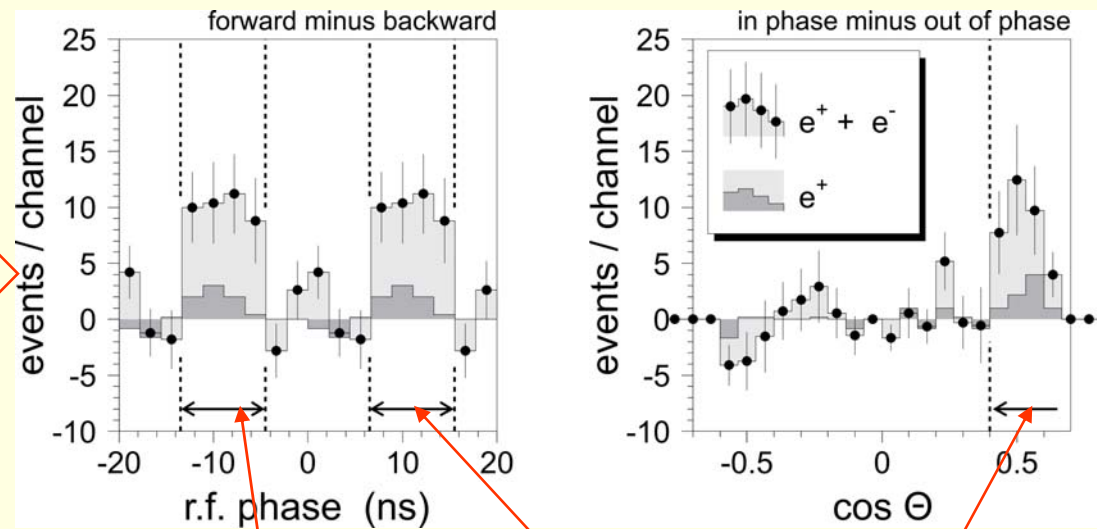 forward minus backward
25
20
15
10
5
0
-5
-10
events / channel
-20 -10 0 10 20
r.f. phase (ns)
in phase minus out of phase
25
20
15
10
5
0
-5
-10
events / channel
e⁺ + e⁻
e⁺
-0.5 0 0.5
cos Θ